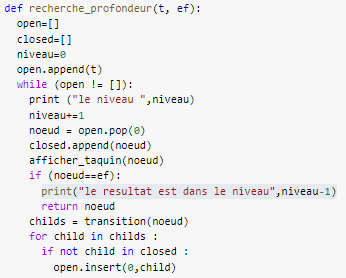 def recherche_profondeur(t, ef):
  open=[]
  closed=[]
  niveau=0
  open.append(t)
  while (open != []):
    print ("le niveau ",niveau)
    niveau+=1
    noeud = open.pop(0)
    closed.append(noeud)
    afficher_taquin(noeud)
    if (noeud==ef):
      print("le resultat est dans le niveau",niveau-1)
      return noeud
    childs = transition(noeud)
    for child in childs :
      if not child in closed :
        open.insert(0,child)